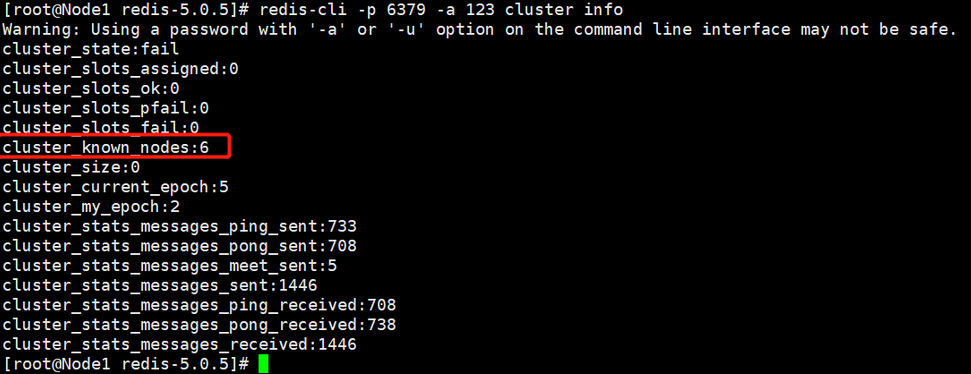 [root@Node1 redis-5.0.5]# redis-cli -p 6379 -a 123 cluster info
Warning: Using a password with '-a' or '-u' option on the command line interface may not be safe.
cluster_state:fail
cluster_slots_assigned:0
cluster_slots_ok:0
cluster_slots_pfail:0
cluster_slots_fail:0
cluster_known_nodes:6
cluster_size:0
cluster_current_epoch:5
cluster_my_epoch:2
cluster_stats_messages_ping_sent:733
cluster_stats_messages_pong_sent:708
cluster_stats_messages_meet_sent:5
cluster_stats_messages_sent:1446
cluster_stats_messages_ping_received:708
cluster_stats_messages_pong_received:738
cluster_stats_messages_received:1446
[root@Node1 redis-5.0.5]#